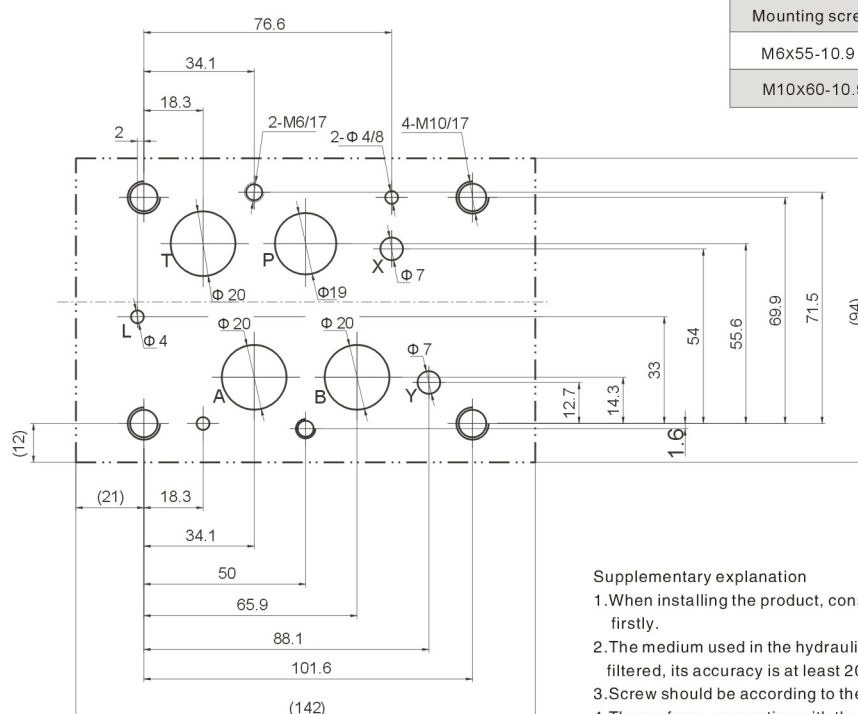 Mounting scre
M6X55-10.9
M10x60-10.9
76.6
34.1
18.3
2
2-M6/17
2-Φ4/8
4-M10/17
T
P
X
Φ7
Φ20
Φ19
L
Φ4
Φ20
Φ20
Φ7
A
B
Y
12.7
14.3
33
54
55.6
69.9
71.5
(94)
1.6
(12)
(21)
18.3
34.1
50
65.9
88.1
101.6
(142)
Supplementary explanation
1.When installing the product, cons
firstly.
2.The medium used in the hydrauli
filtered, its accuracy is at least 20
3.Screw should be according to the